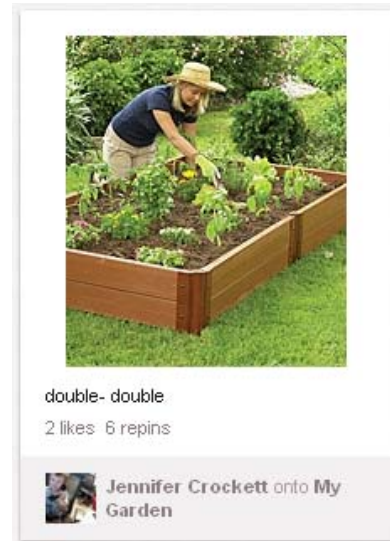 double- double
2 likes 6 repins
Jennifer Crockett onto My
Garden